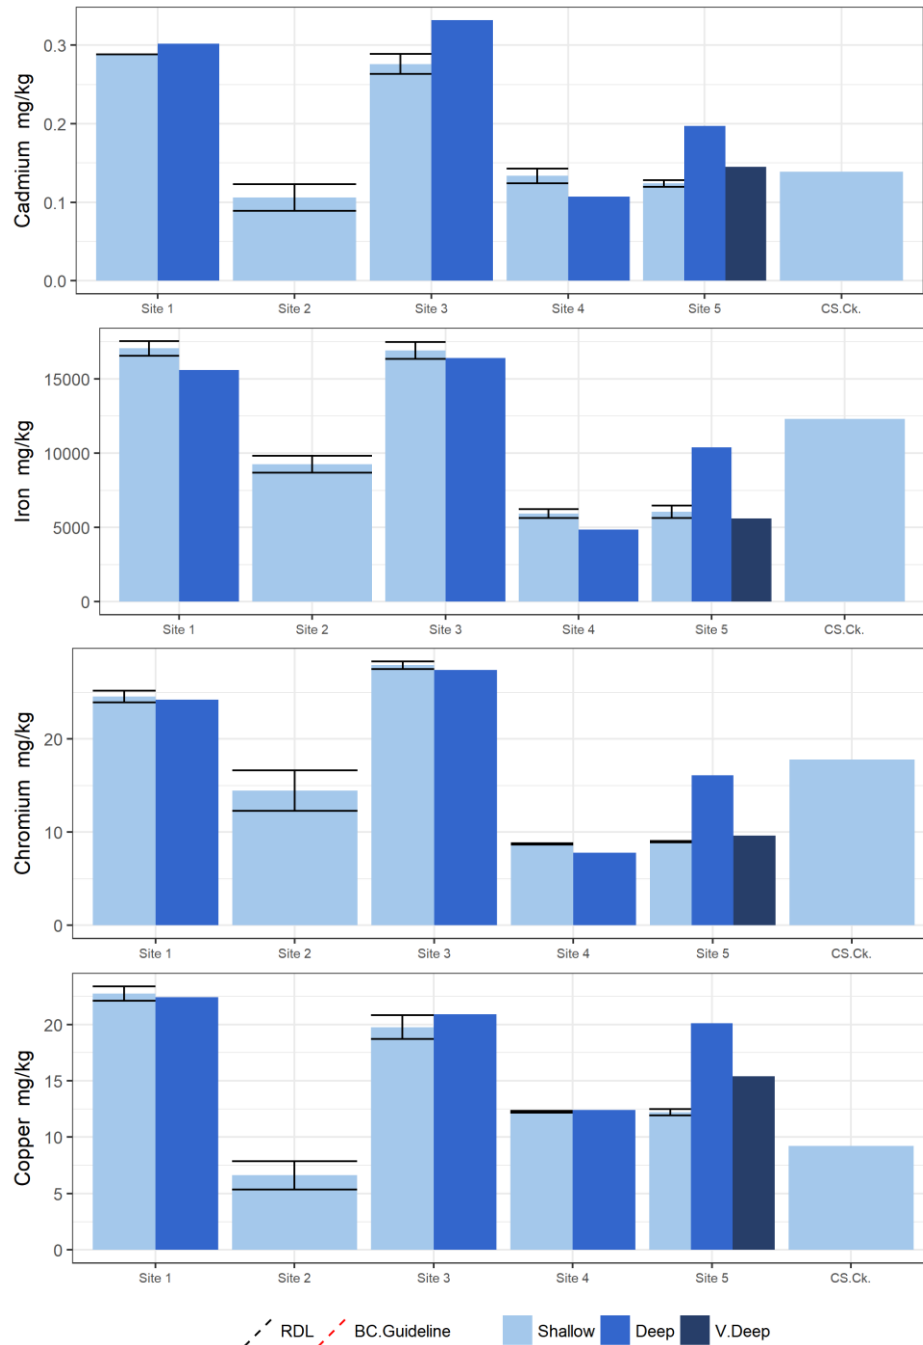 Cadmium mg/kg
0.3
0.2
0.1
0.0
Site 1 Site 2 Site 3 Site 4 Site 5 CS.Ck.
Iron mg/kg
15000
10000
5000
0
Site 1 Site 2 Site 3 Site 4 Site 5 CS.Ck.
Chromium mg/kg
20
10
0
Site 1 Site 2 Site 3 Site 4 Site 5 CS.Ck.
Copper mg/kg
20
15
10
5
0
Site 1 Site 2 Site 3 Site 4 Site 5 CS.Ck.
RDL BC.Guideline Shallow Deep V.Deep